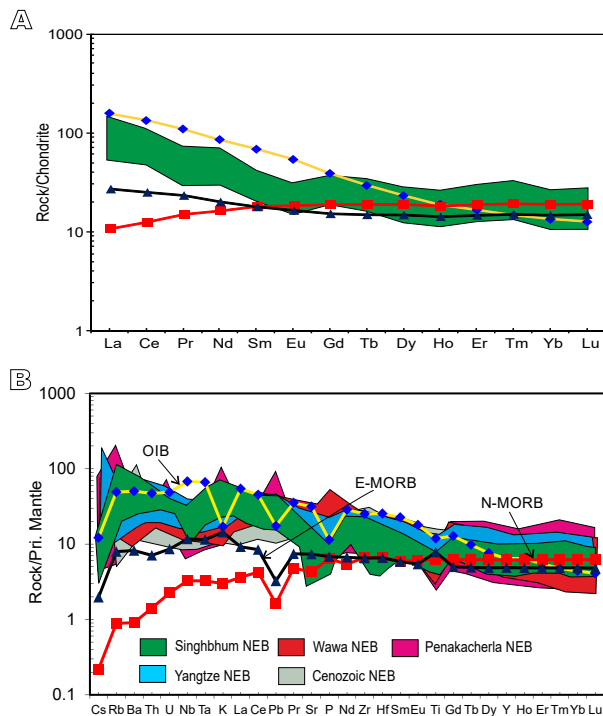 A
1000
100
10
1
Rock/Chondrite
La Ce Pr Nd Sm Eu Gd Tb Dy Ho Er Tm Yb Lu
B
1000
100
10
1
0.1
Rock/Pri. Mantle
OIB
E-MORB
N-MORB
Singhbhum NEB Wawa NEB Penakacherla NEB
Yangtze NEB Cenozoic NEB
Cs Rb Ba Th U Nb Ta K La Ce Pb Pr Sr P Nd Zr Hf Sm Eu Ti Gd Tb Dy Y Ho Er Tm Yb Lu